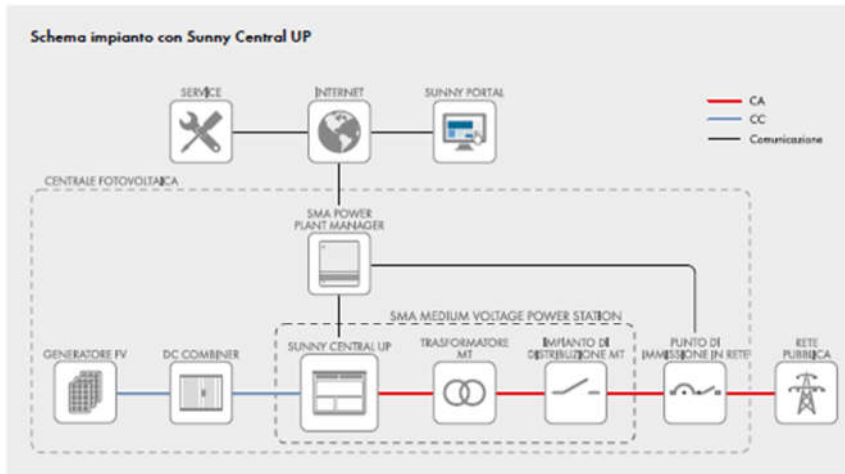 Schema impianto con Sunny Central UP
SERVICE
INTERNET
SUNNY PORTAL
CA
CC
Comunicazione
CENTRALE FOTOVOLTAICA
SMA POWER
PLANT MANAGER
SMA MEDIUM VOLTAGE POWER STATION
GENERATORE FV
DC COMBINER
SUNNY CENTRAL UP
TRASFORMATORE
MT
IMPIANTO DI
DISTRIBUZIONE MT
PUNTO DI
IMMISSIONE IN RETE
RETE
PUBBLICA